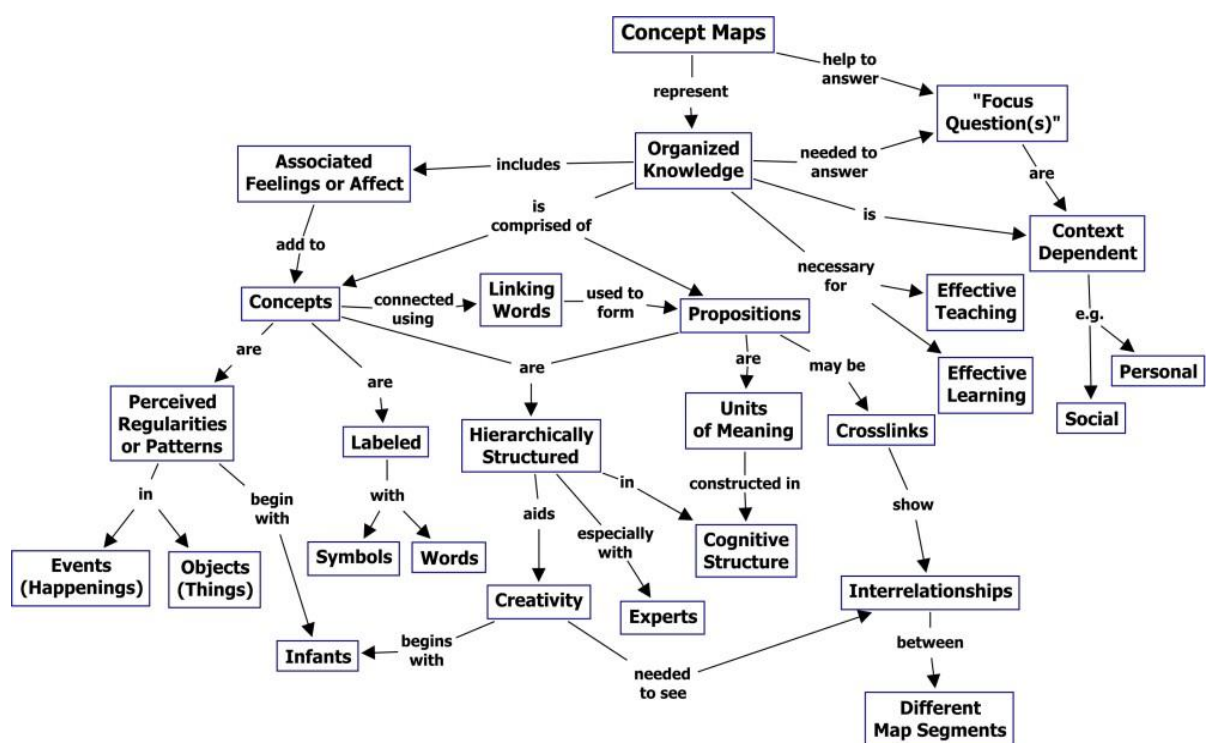 Concept Maps
help to
answer
represent
"Focus
Question(s)"
Organized
Knowledge
needed to
answer
includes
Associated
Feelings or Affect
are
is
comprised of
is
Context
Dependent
add to
necessary
for
Concepts
connected
using
Linking
Words
used to
form
Propositions
Effective
Teaching
e.g.
are
are
are
are
may be
Effective
Learning
Personal
Social
Perceived
Regularities
or Patterns
Labeled
Hierarchically
Structured
Units
of Meaning
Crosslinks
in
begin
with
with
aids
in
constructed in
show
especially
with
Events
(Happenings)
Objects
(Things)
Symbols
Words
Cognitive
Structure
Creativity
Experts
Interrelationships
Infants
begins
with
needed
to see
between
Different
Map Segments